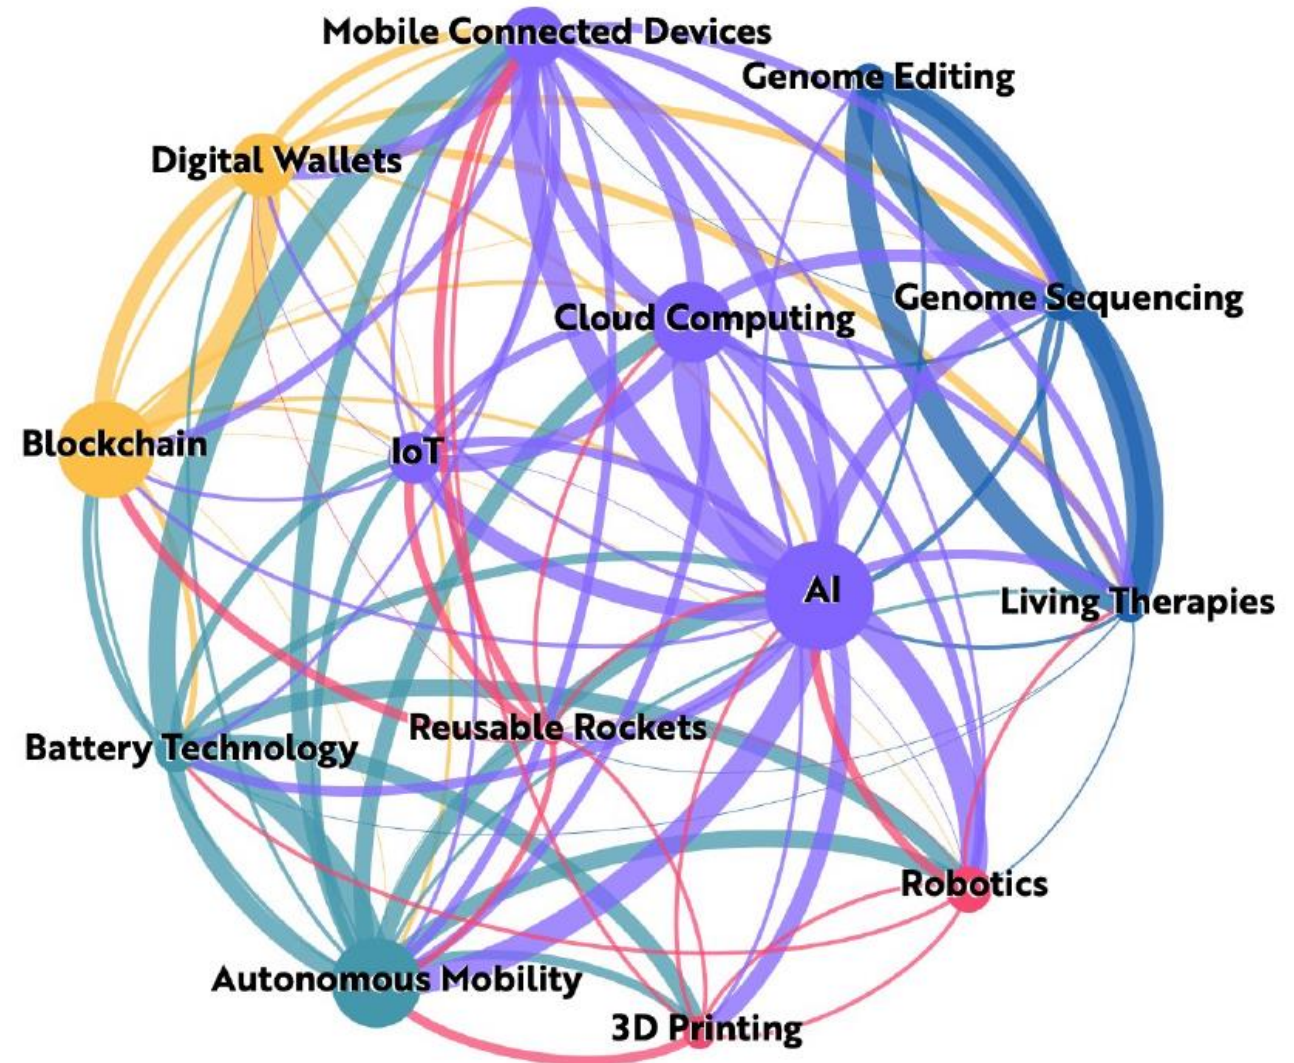 Mobile Connected Devices
Genome Editing
Digital Wallets
Genome Sequencing
Cloud Computing
Blockchain
IoT
AI
Living Therapies
Reusable Rockets
Battery Technology
Robotics
Autonomous Mobility
3D Printing